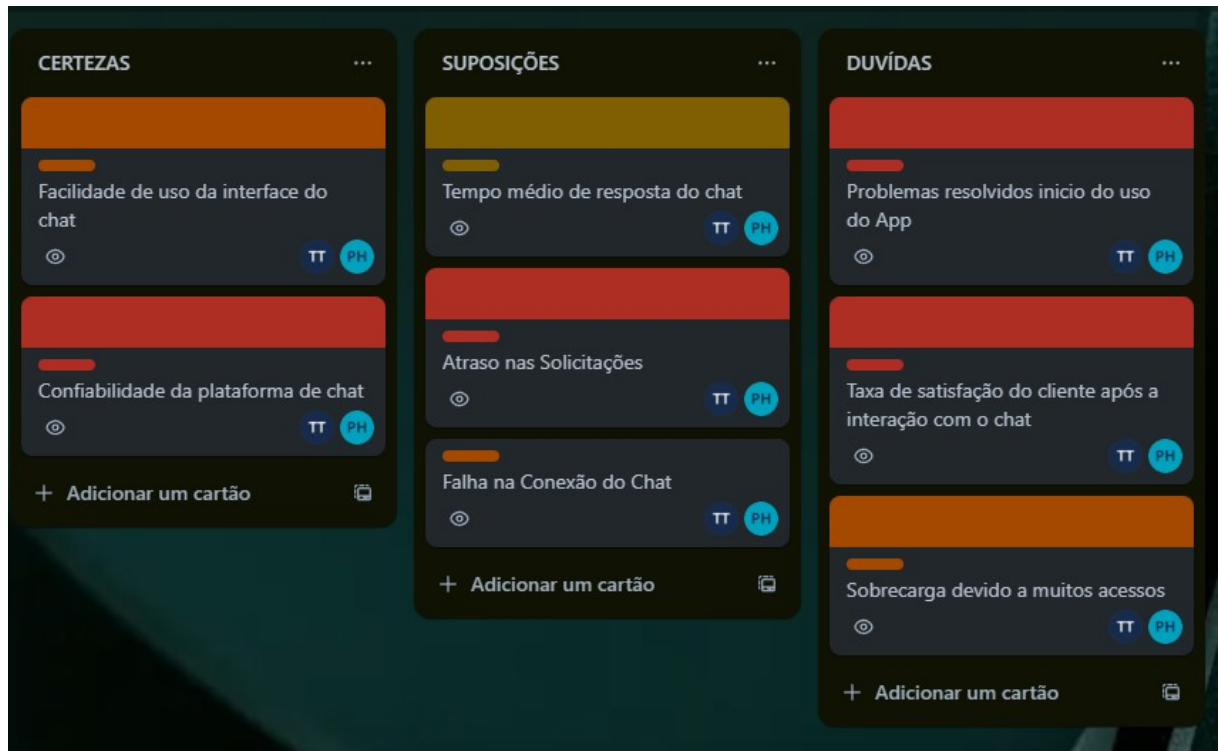 CERTEZAS
Facilidade de uso da interface do
chat
TT PH
Confiabilidade da plataforma de chat
TT PH
+ Adicionar um cartão
SUPOSIÇÕES
Tempo médio de resposta do chat
TT PH
Atraso nas Solicitações
TT PH
Falha na Conexão do Chat
TT PH
+ Adicionar um cartão
DUVÍDAS
Problemas resolvidos inicio do uso
do App
TT PH
Taxa de satisfação do cliente após a
interação com o chat
TT PH
Sobrecarga devido a muitos acessos
TT PH
+ Adicionar um cartão